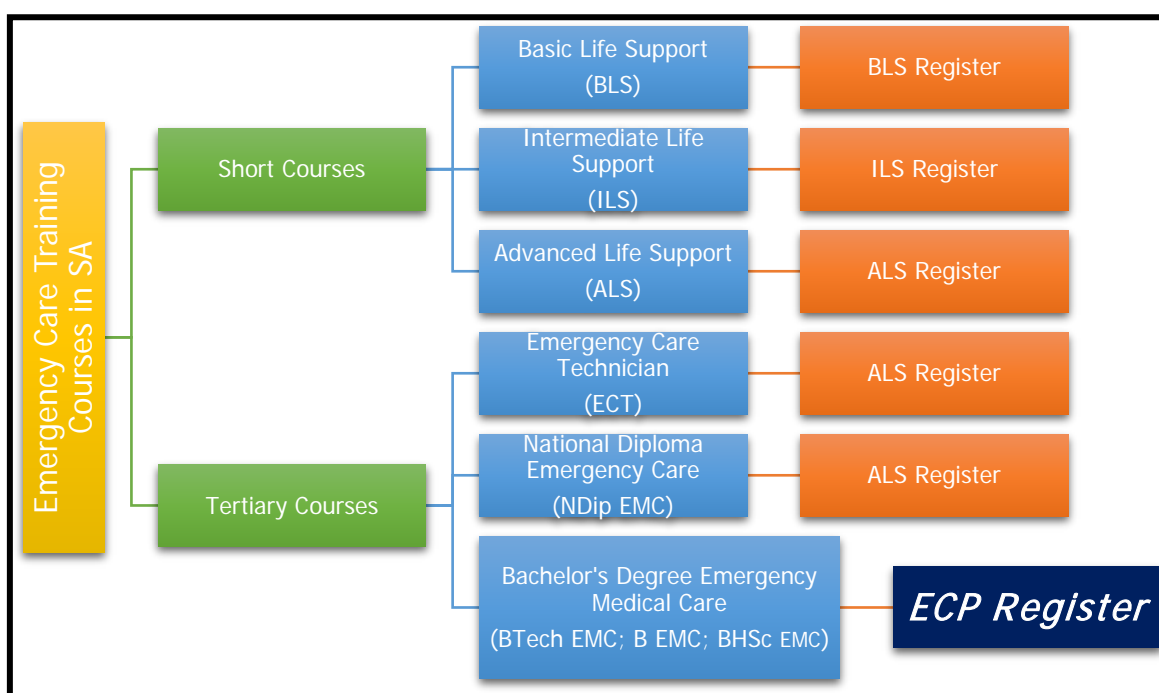 Emergency Care Training
Courses in SA
Short Courses
Basic Life Support
(BLS)
BLS Register
Intermediate Life
Support
(ILS)
ILS Register
Advanced Life Support
(ALS)
ALS Register
Tertiary Courses
Emergency Care
Technician
(ECT)
ALS Register
National Diploma
Emergency Care
(NDip EMC)
ALS Register
Bachelor's Degree Emergency
Medical Care
(BTech EMC; B EMC; BHSc EMC)
ECP Register